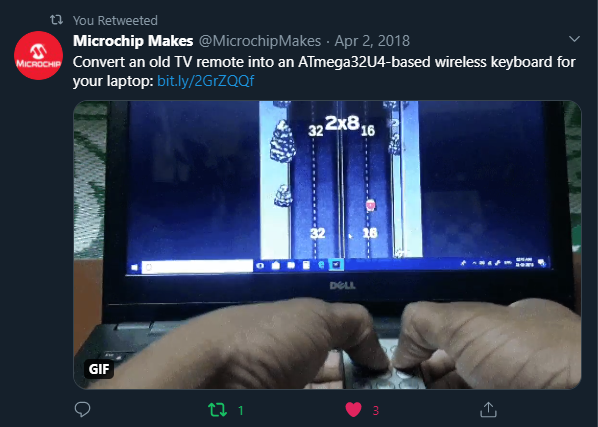 You Retweeted
Microchip Makes @MicrochipMakes · Apr 2, 2018
MICROCHIP
Convert an old TV remote into an ATmega32U4-based wireless keyboard for
your laptop: bit.ly/2GrZQQf
32 2x8 16
32 16
DELL
GIF
1
3